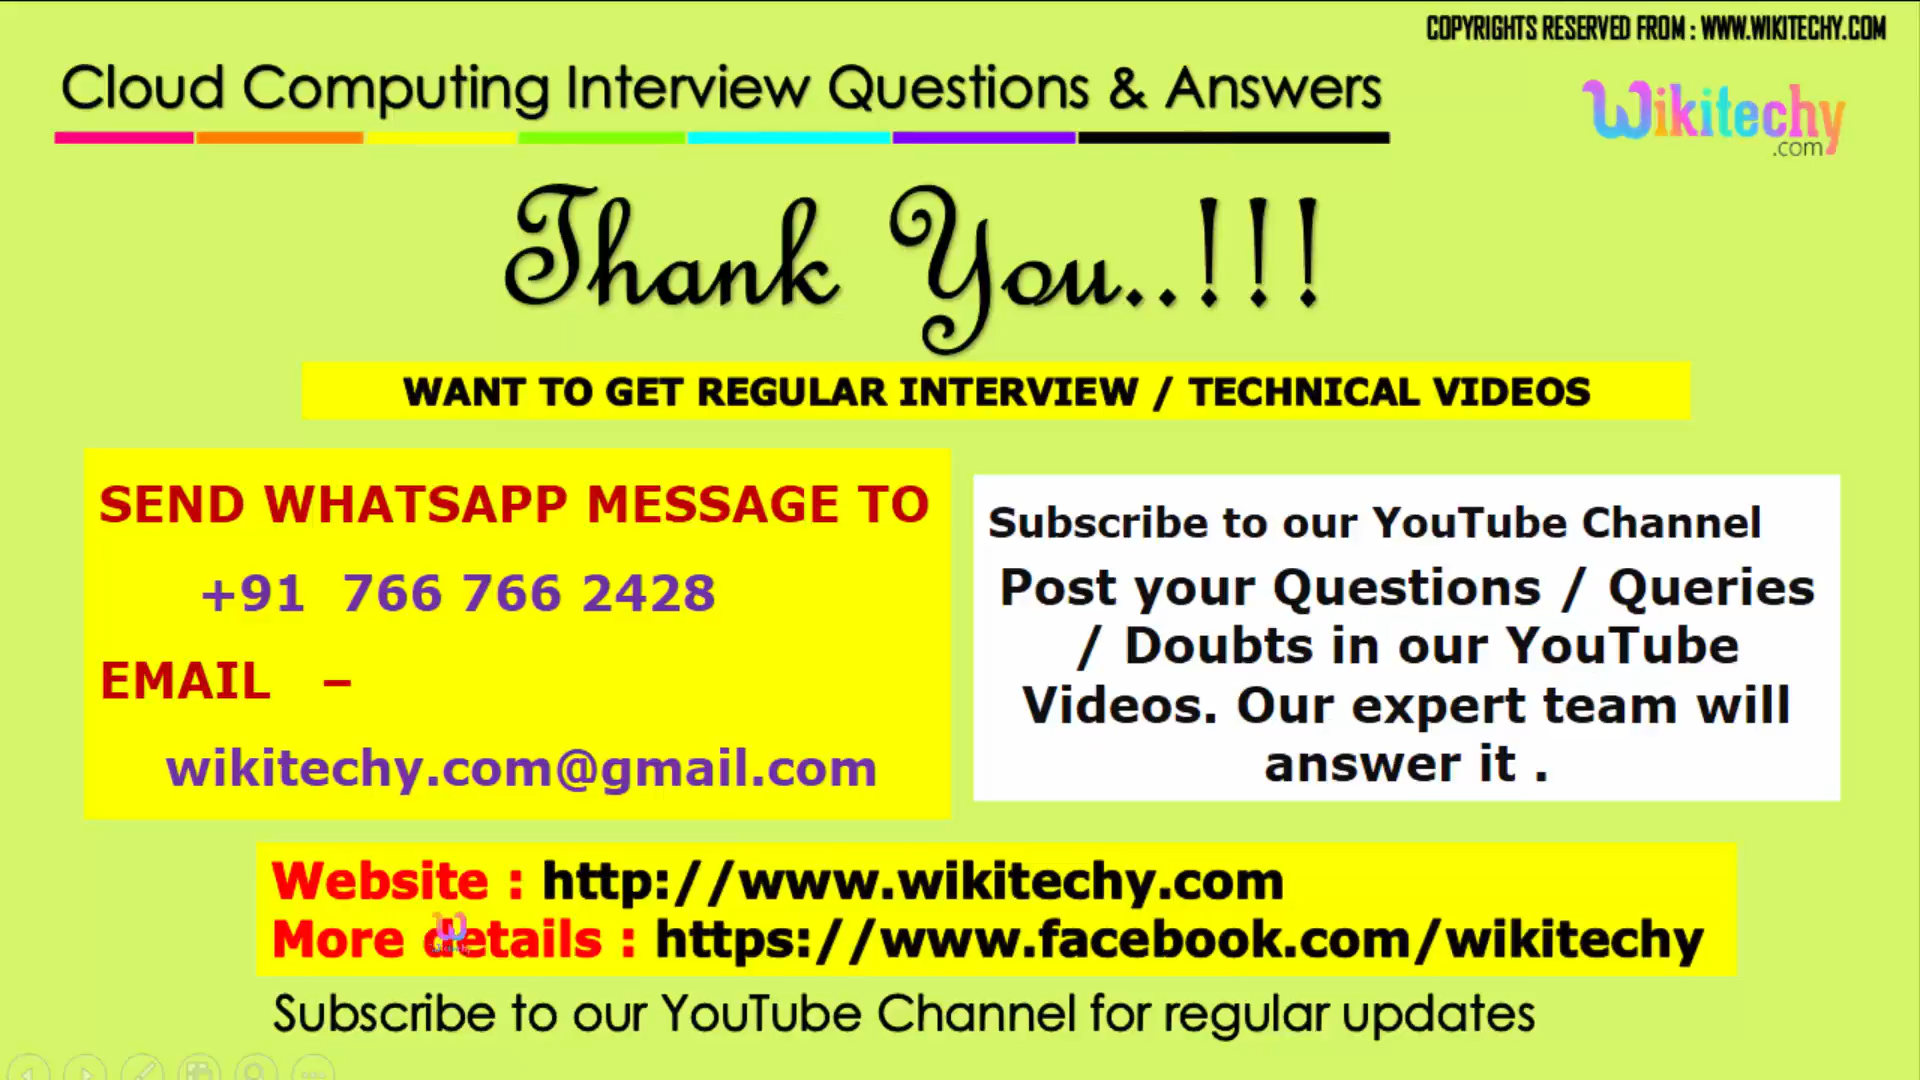 COPYRIGHTS RESERVED FROM : WWW.WIKITECHY.COM
Cloud Computing Interview Questions & Answers
Wikitechy
.com
Thank You..!!!
WANT TO GET REGULAR INTERVIEW / TECHNICAL VIDEOS
SEND WHATSAPP MESSAGE TO
+91 766 766 2428
EMAIL –
wikitechy.com@gmail.com
Subscribe to our YouTube Channel
Post your Questions / Queries
/ Doubts in our YouTube
Videos. Our expert team will
answer it .
Website : http://www.wikitechy.com
More details : https://www.facebook.com/wikitechy
Subscribe to our YouTube Channel for regular updates